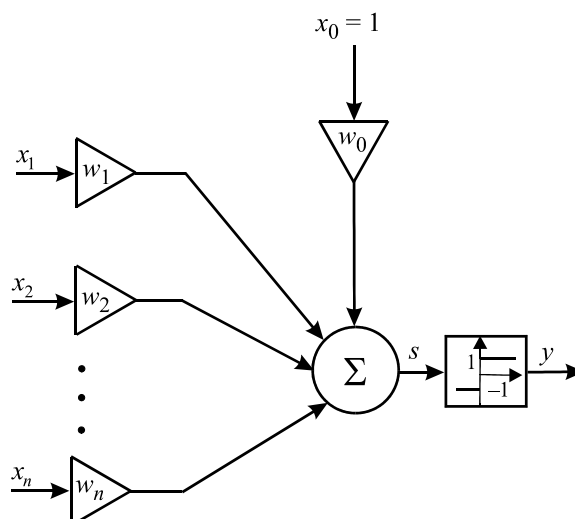 x₀ = 1
w₀
x₁
w₁
x₂
w₂
Σ
s
1
−1
y
xₙ
wₙ